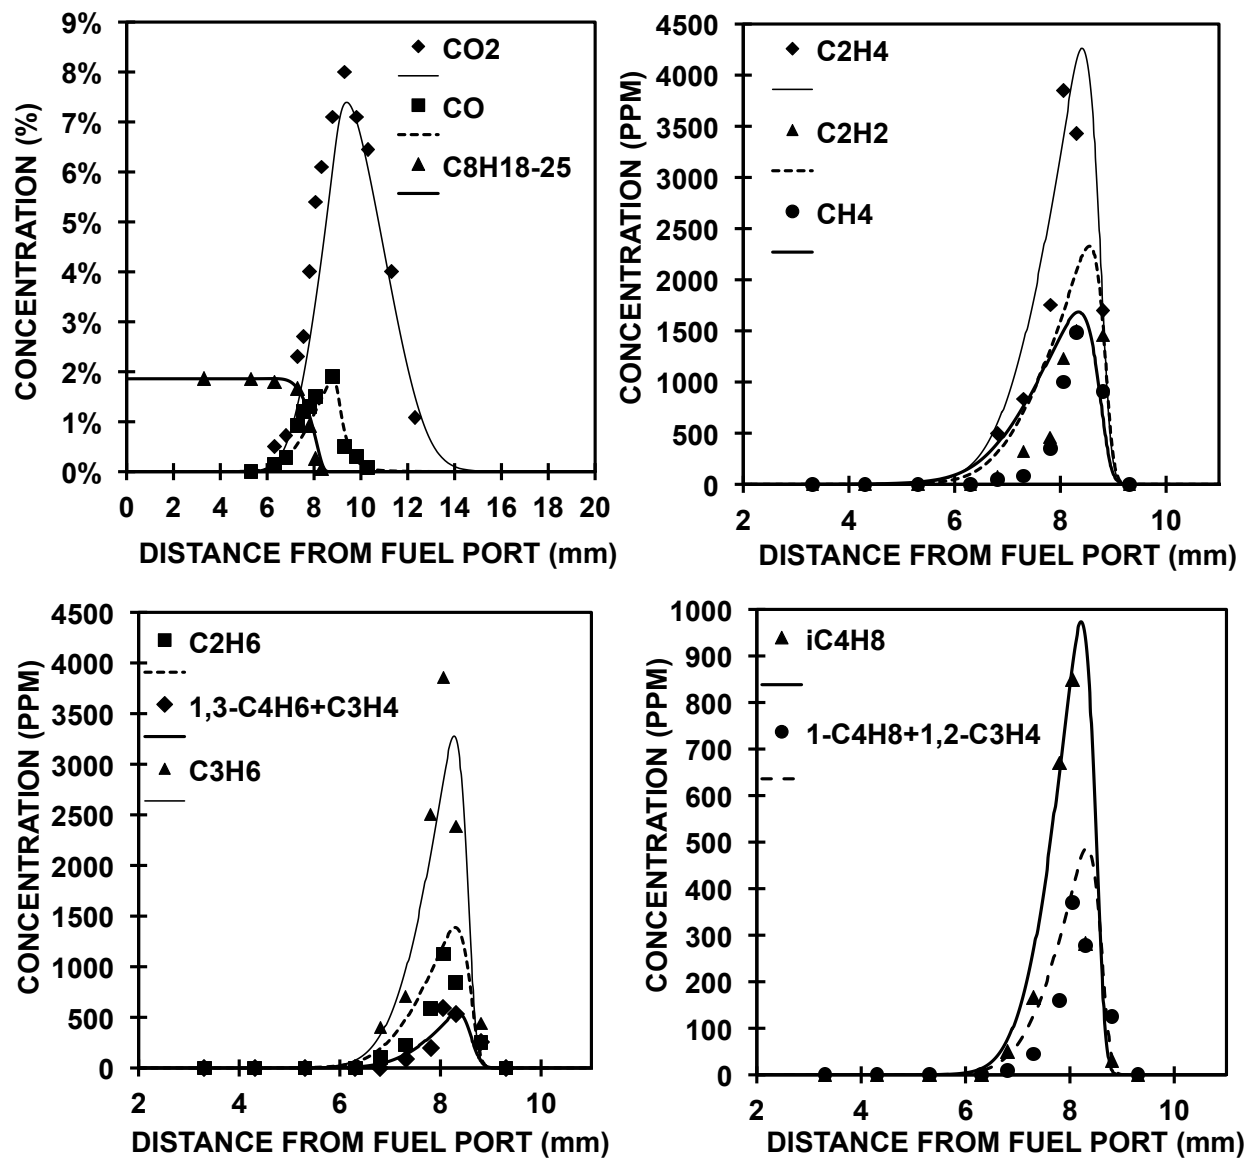 9%
8%
7%
6%
5%
4%
3%
2%
1%
0%
CONCENTRATION (%)
CO2
CO
C8H18-25
0 2 4 6 8 10 12 14 16 18 20
DISTANCE FROM FUEL PORT (mm)
4500
4000
3500
3000
2500
2000
1500
1000
500
0
CONCENTRATION (PPM)
C2H4
C2H2
CH4
2 4 6 8 10
DISTANCE FROM FUEL PORT (mm)
4500
4000
3500
3000
2500
2000
1500
1000
500
0
CONCENTRATION (PPM)
C2H6
1,3-C4H6+C3H4
C3H6
2 4 6 8 10
DISTANCE FROM FUEL PORT (mm)
1000
900
800
700
600
500
400
300
200
100
0
CONCENTRATION (PPM)
iC4H8
1-C4H8+1,2-C3H4
2 4 6 8 10
DISTANCE FROM FUEL PORT (mm)